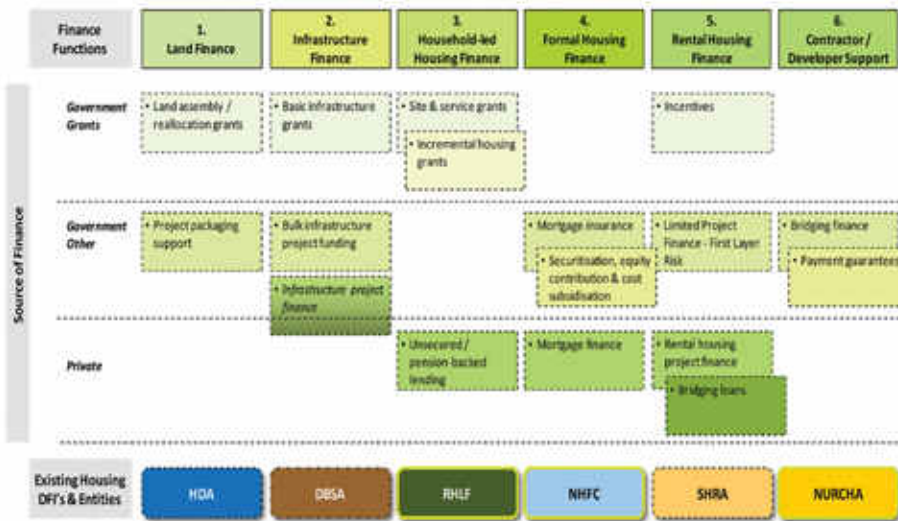 Finance
Functions
1.
Land Finance
2.
Infrastructure
Finance
3.
Household-led
Housing Finance
4.
Formal Housing
Finance
5.
Rental Housing
Finance
6.
Contractor /
Developer Support
Source of Finance
Government
Grants
• Land assembly /
reallocation grants
• Basic infrastructure
grants
• Site & service grants
• Incremental housing
grants
• Incentives
Government
Other
• Project packaging
support
• Bulk infrastructure
project funding
• Infrastructure project
finance
• Mortgage insurance
• Securitisation, equity
contribution & cost
subsidisation
• Limited Project
Finance - First Layer
Risk
• Bridging finance
• Payment guarantees
Private
• Unsecured /
pension-backed
lending
• Mortgage finance
• Rental housing
project finance
• Bridging loans
Existing Housing
DFI's & Entities
HDA
DBSA
RHLF
NHFC
SHRA
NURCHA